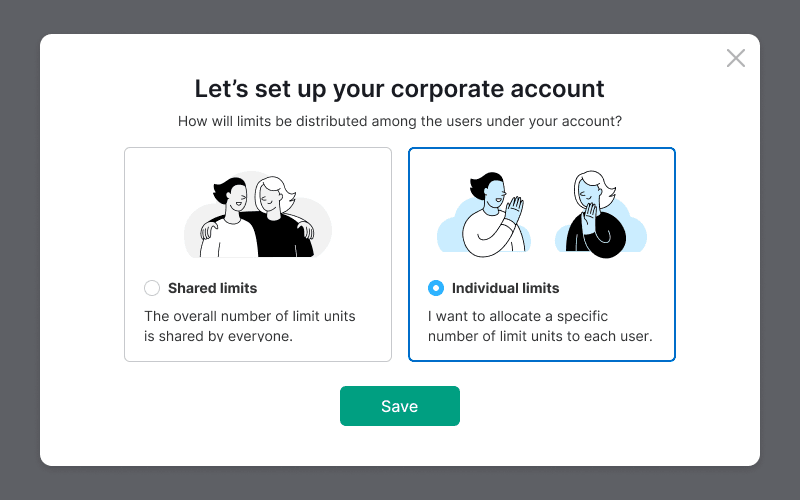 Let’s set up your corporate account
How will limits be distributed among the users under your account?
Shared limits
The overall number of limit units
is shared by everyone.
Individual limits
I want to allocate a specific
number of limit units to each user.
Save